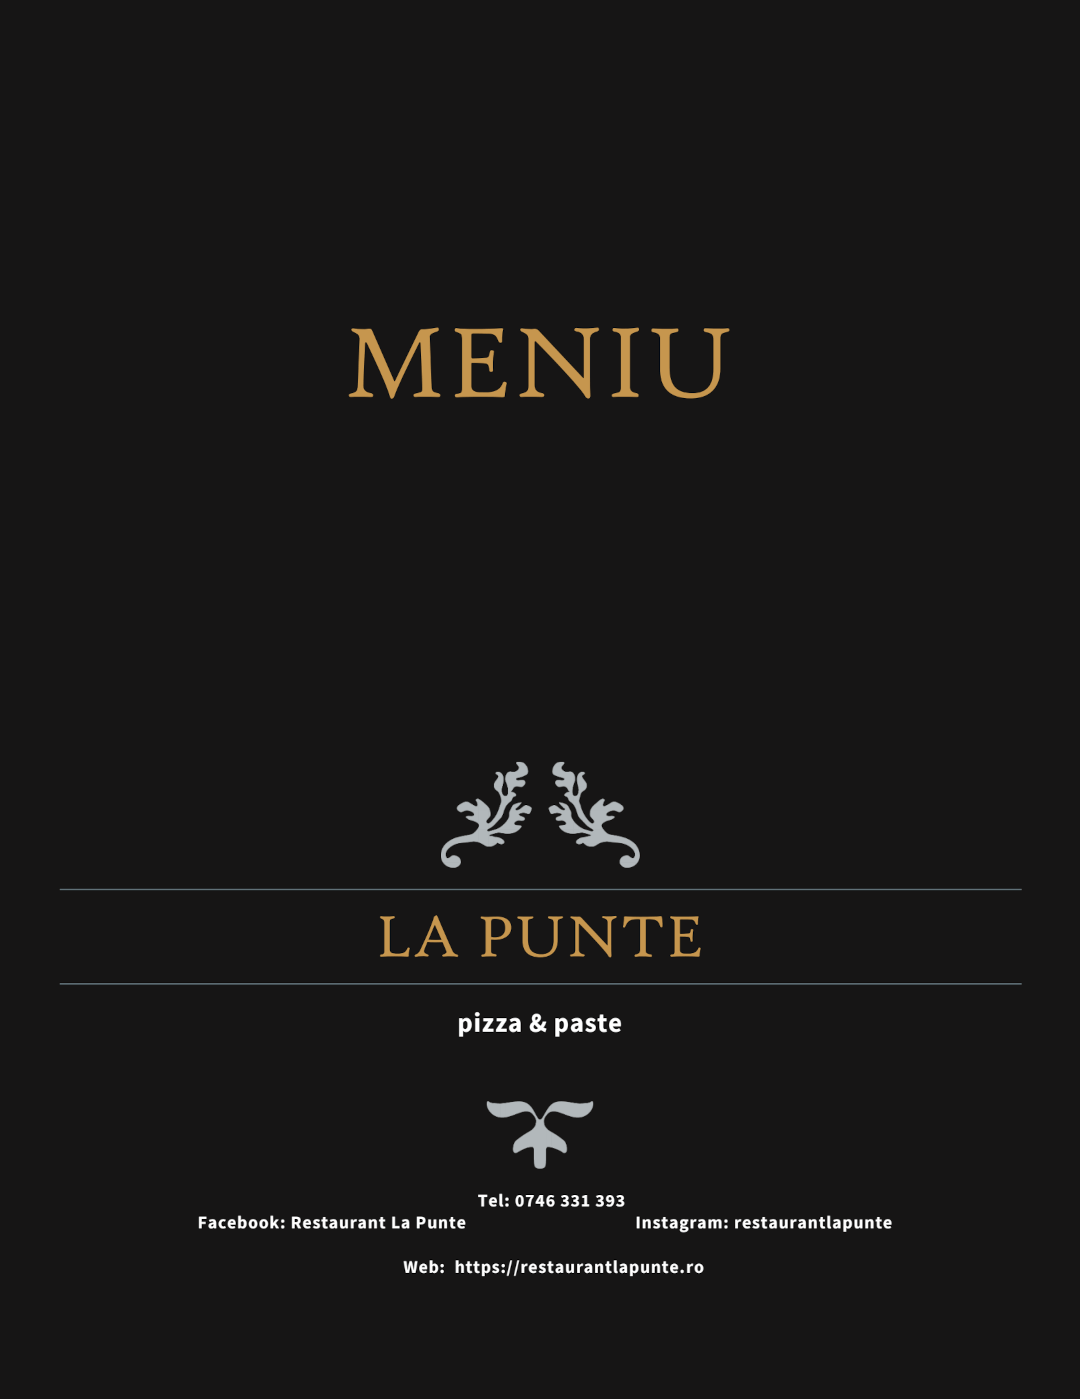 MENIU
LA PUNTE
pizza & paste
Tel: 0746 331 393
Facebook: Restaurant La Punte Instagram: restaurantlapunte
Web: https://restaurantlapunte.ro